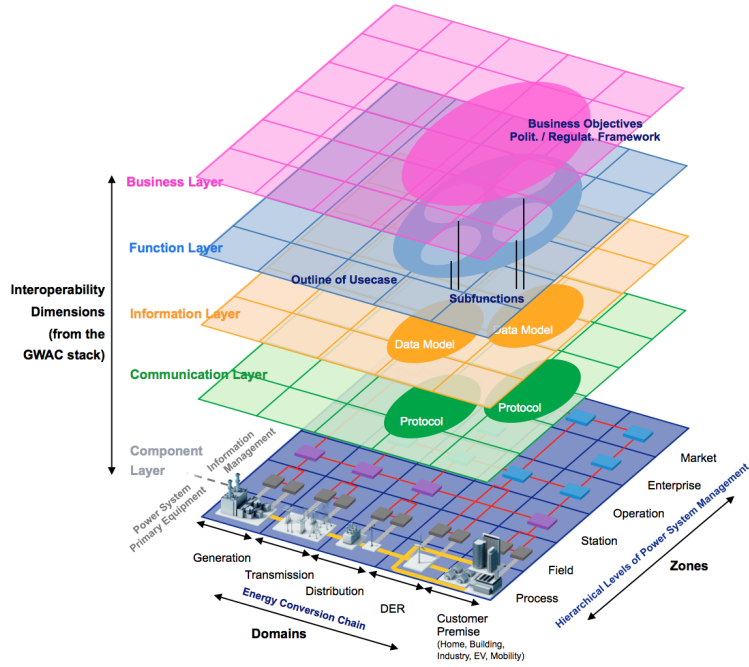 Business Objectives
Polit. / Regulat. Framework
Business Layer
Function Layer
Outline of Usecase
Subfunctions
Interoperability
Dimensions
(from the
GWAC stack)
Information Layer
Data Model
Data Model
Communication Layer
Protocol
Protocol
Component
Layer
Information
Management
Power System
Primary Equipment
Market
Enterprise
Operation
Station
Field
Process
Hierarchical Levels of Power System Management
Zones
Generation
Transmission
Distribution
DER
Customer
Premise
(Home, Building,
Industry, EV, Mobility)
Energy Conversion Chain
Domains